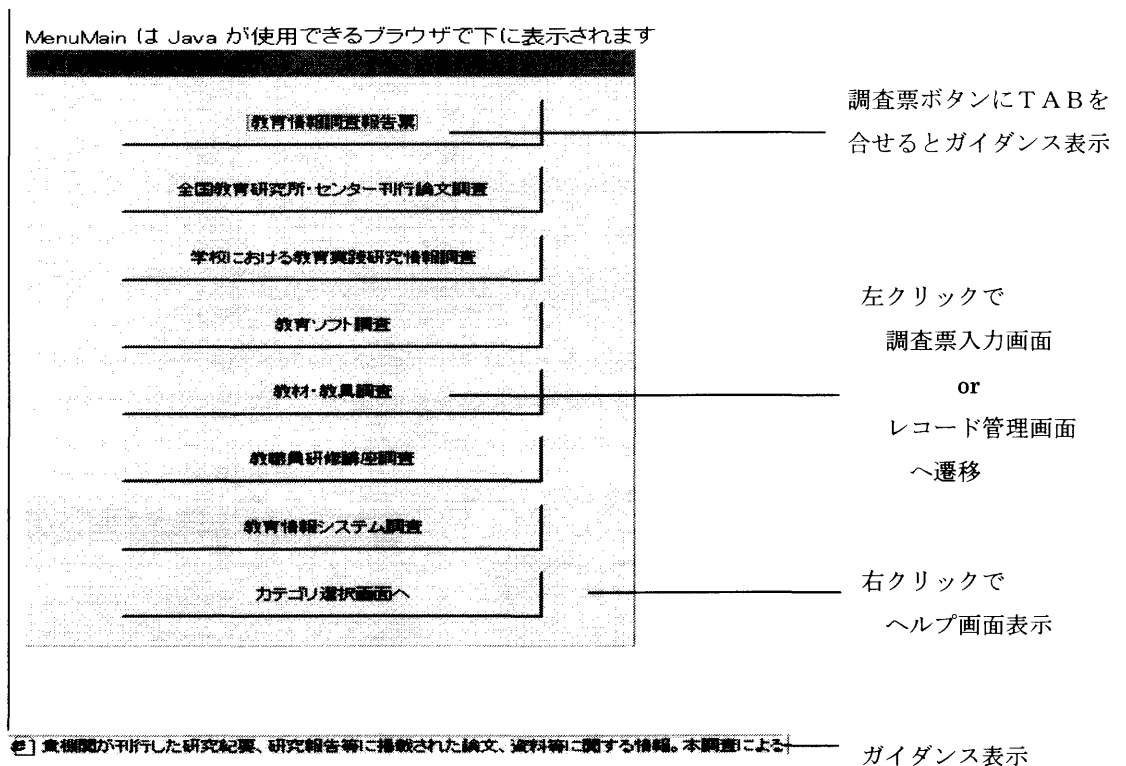 MenuMain は Java が使用できるブラウザで下に表示されます
教育情報調査報告票
全国教育研究所・センター刊行論文調査
学校における教育実践研究情報調査
教育ソフト調査
教材・教具調査
教職員研修講座調査
教育情報システム調査
カテゴリ選択画面へ
調査票ボタンにTABを
合せるとガイダンス表示
左クリックで
調査票入力画面
or
レコード管理画面
へ遷移
右クリックで
ヘルプ画面表示
機関が刊行した研究紀要、研究報告等に掲載された論文、資料等に関する情報。本調査による
ガイダンス表示